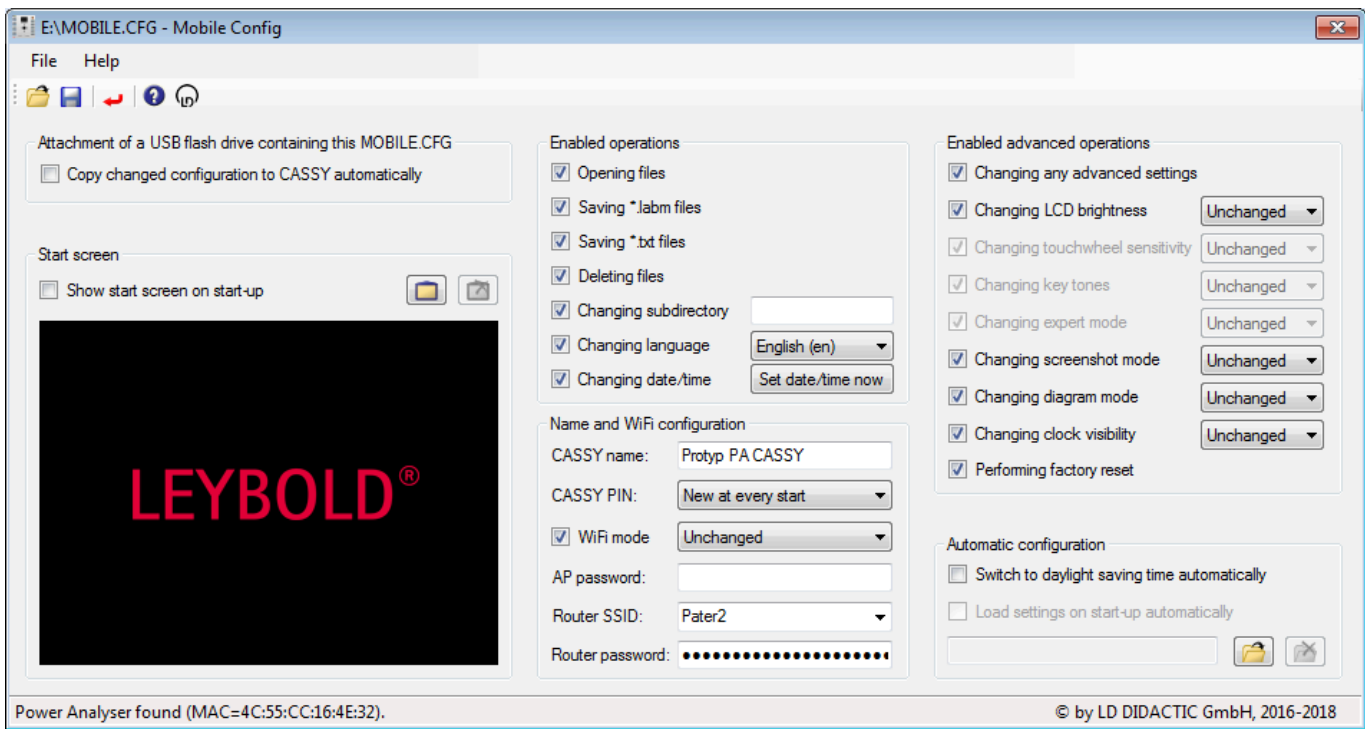 E:\MOBILE.CFG - Mobile Config
File Help
Attachment of a USB flash drive containing this MOBILE.CFG
Copy changed configuration to CASSY automatically
Start screen
Show start screen on start-up
LEYBOLD®
Enabled operations
Opening files
Saving *.labm files
Saving *.txt files
Deleting files
Changing subdirectory
Changing language English (en)
Changing date/time Set date/time now
Name and WiFi configuration
CASSY name: Protyp PA CASSY
CASSY PIN: New at every start
WiFi mode Unchanged
AP password:
Router SSID: Pater2
Router password: ●●●●●●●●●●●●●●●●●●●●●
Enabled advanced operations
Changing any advanced settings
Changing LCD brightness Unchanged
Changing touchwheel sensitivity Unchanged
Changing key tones Unchanged
Changing expert mode Unchanged
Changing screenshot mode Unchanged
Changing diagram mode Unchanged
Changing clock visibility Unchanged
Performing factory reset
Automatic configuration
Switch to daylight saving time automatically
Load settings on start-up automatically
Power Analyser found (MAC=4C:55:CC:16:4E:32).
© by LD DIDACTIC GmbH, 2016-2018